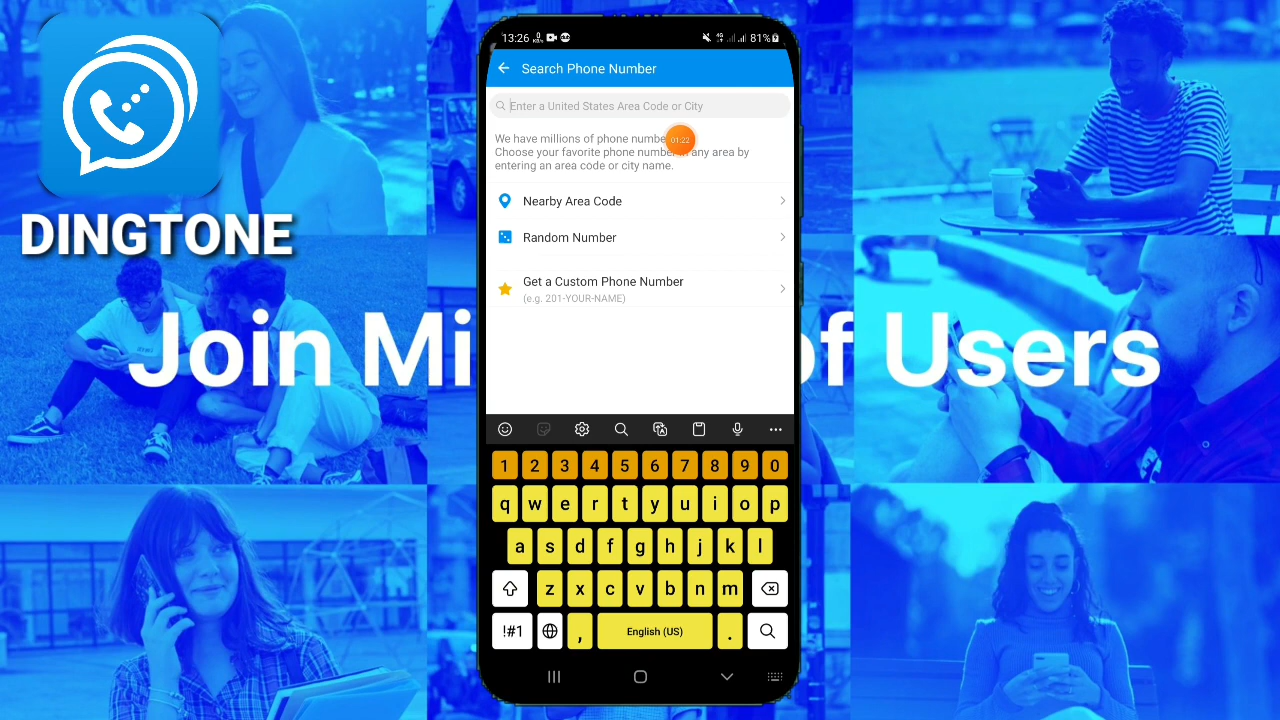 DINGTONE
Join Mi
of Users
13:26
81%
Search Phone Number
Enter a United States Area Code or City
We have millions of phone numbe
01:22
Choose your favorite phone number any area by
entering an area code or city name.
Nearby Area Code
Random Number
Get a Custom Phone Number
(e.g. 201-YOUR-NAME)
1 2 3 4 5 6 7 8 9 0
q w e r t y u i o p
a s d f g h j k l
z x c v b n m
!#1 , English (US) .